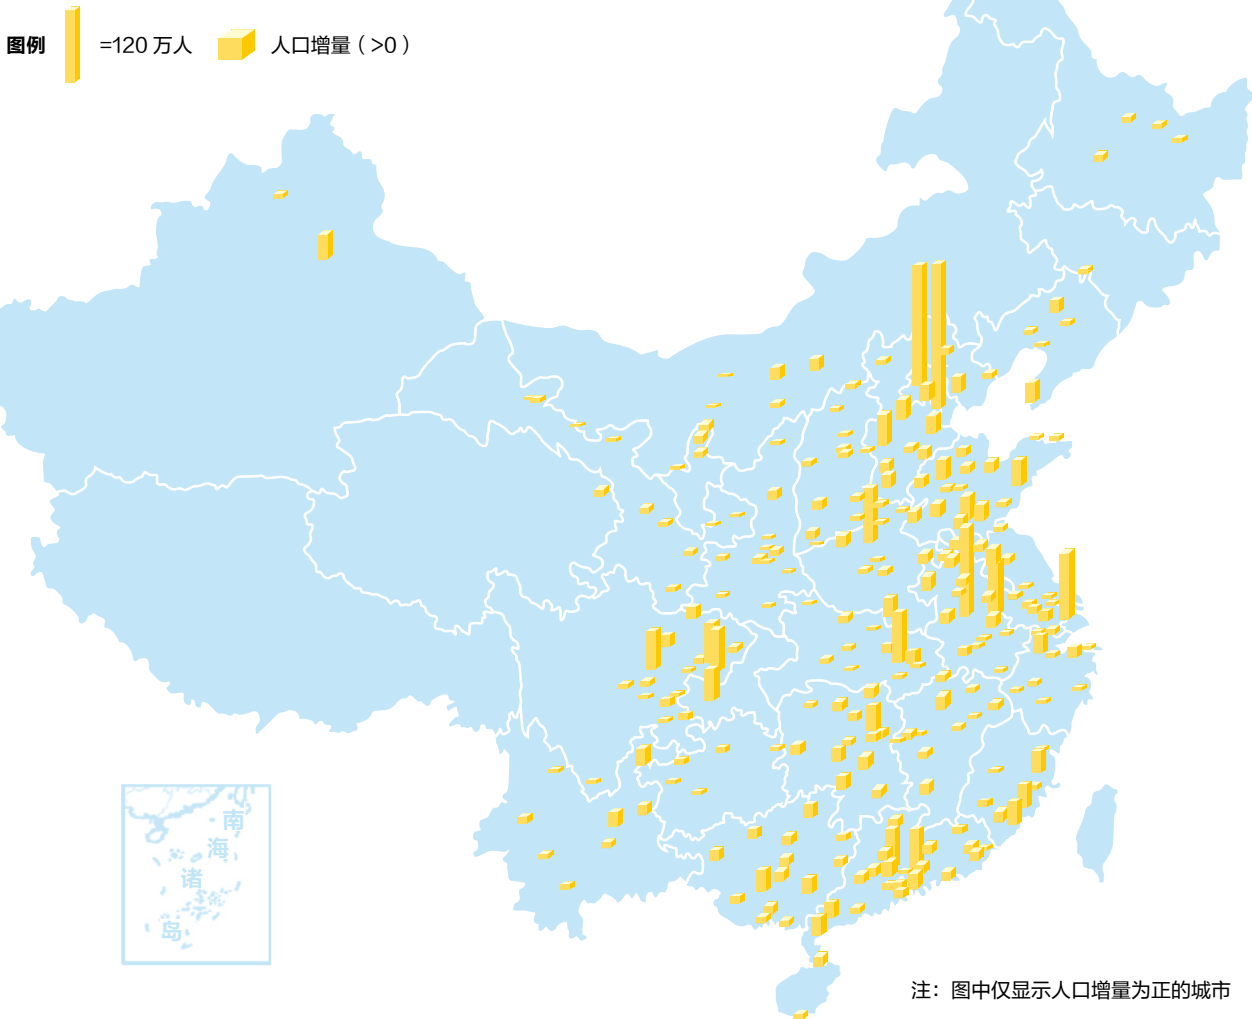 图例 =120 万人 人口增量（>0）
南
海
诸
岛
注：图中仅显示人口增量为正的城市